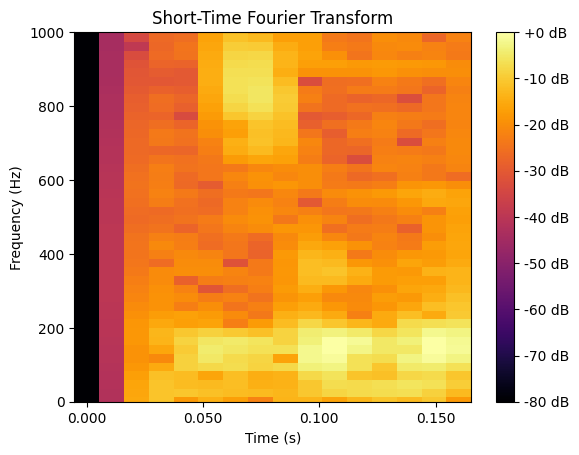 Short-Time Fourier Transform
Frequency (Hz)
1000
800
600
400
200
0
0.000
0.050
0.100
0.150
Time (s)
+0 dB
-10 dB
-20 dB
-30 dB
-40 dB
-50 dB
-60 dB
-70 dB
-80 dB